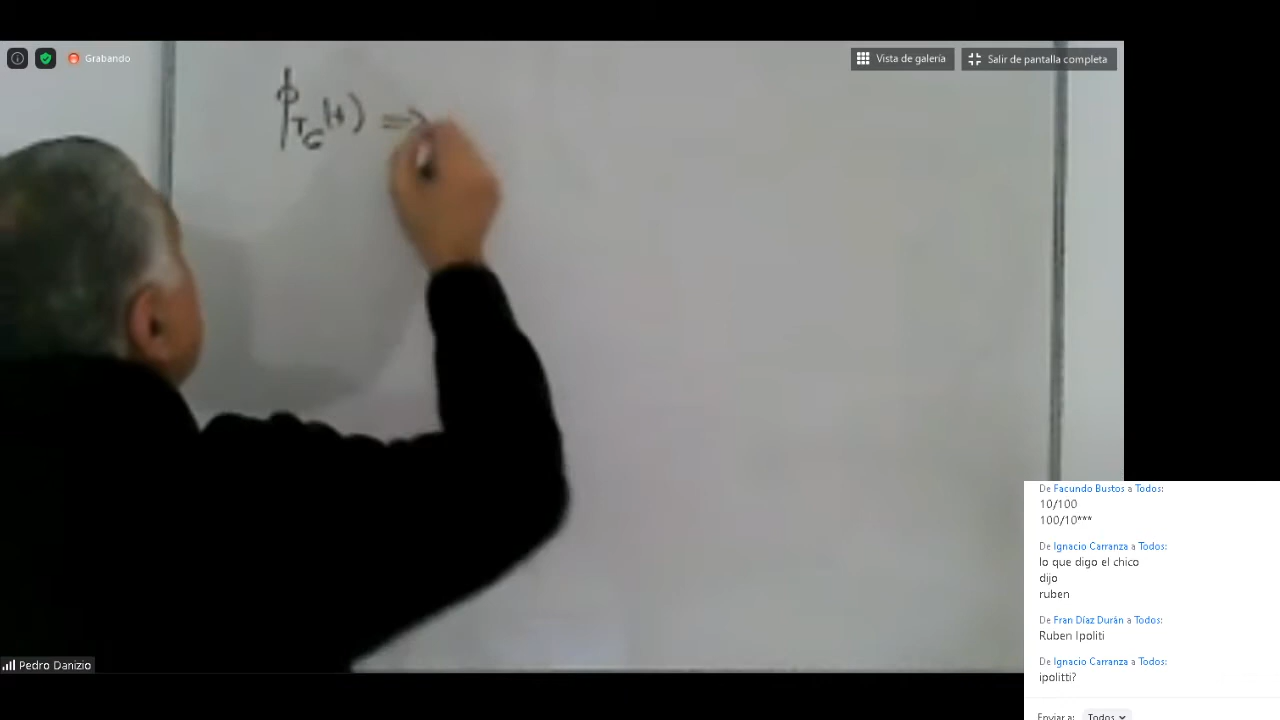 Grabando
Vista de galería
Salir de pantalla completa
ϕ_TG(t) ⇒
De Facundo Bustos a Todos:
10/100
100/10***
De Ignacio Carranza a Todos:
lo que digo el chico
dijo
ruben
De Fran Díaz Durán a Todos:
Ruben Ipoliti
De Ignacio Carranza a Todos:
ipolitti?
Enviar a: Todos
Pedro Danizio